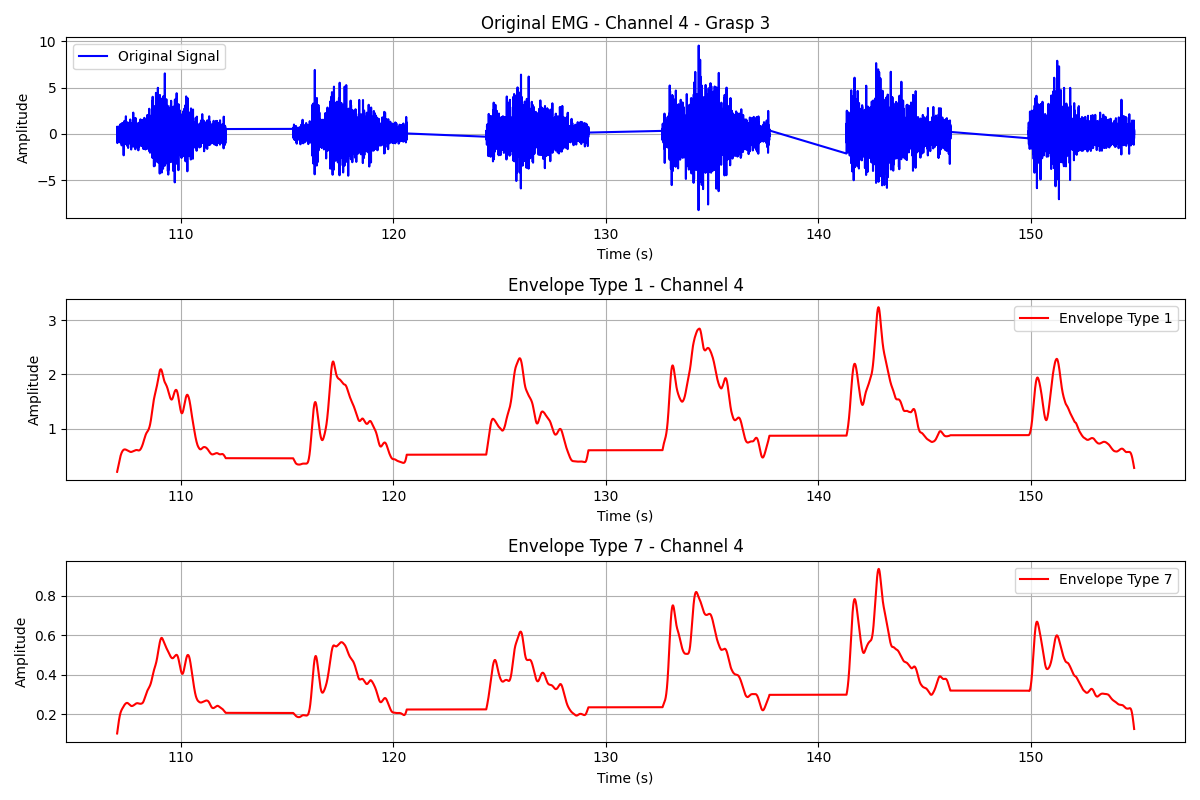 Original EMG - Channel 4 - Grasp 3
10
5
0
−5
Amplitude
Original Signal
110 120 130 140 150
Time (s)
Envelope Type 1 - Channel 4
3
2
1
Amplitude
Envelope Type 1
110 120 130 140 150
Time (s)
Envelope Type 7 - Channel 4
0.8
0.6
0.4
0.2
Amplitude
Envelope Type 7
110 120 130 140 150
Time (s)